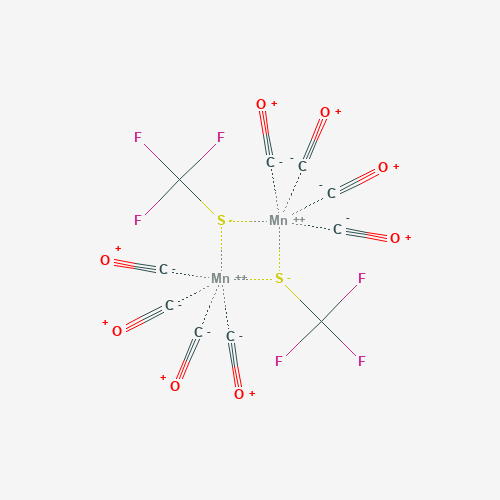 O + O +
F F C - - C - C O +
F S - Mn ++ - C O +
O + C - Mn ++ S - F
O + C - C - C - F F
O + O +